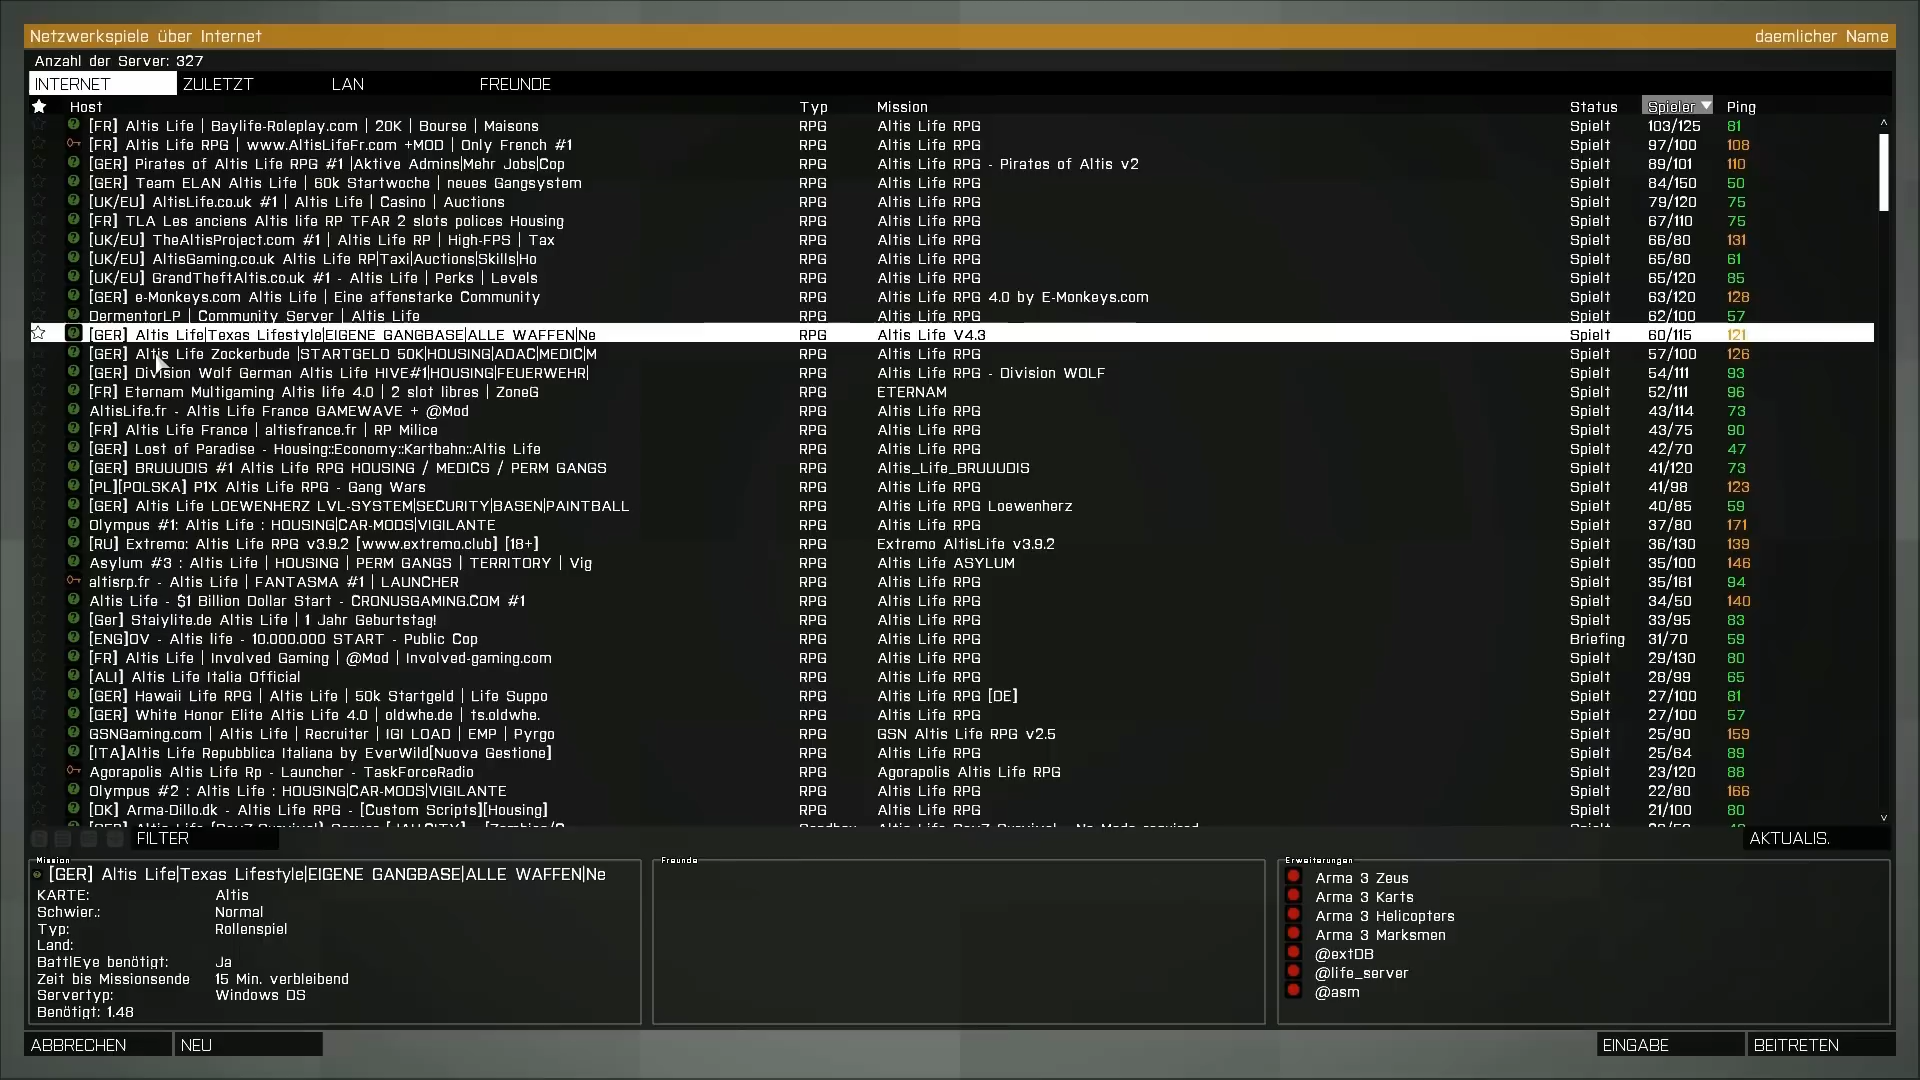 Netzwerkspiele über Internet daemlicher Name
Anzahl der Server: 327
INTERNET ZULETZT LAN FREUNDE
Host Typ Mission Status Spieler Ping
[FR] Altis Life | Baylife-Roleplay.com | 20K | Bourse | Maisons RPG Altis Life RPG Spielt 103/125 81
[FR] Altis Life RPG | www.AltisLifeFr.com +MOD | Only French #1 RPG Altis Life RPG Spielt 97/100 108
[GER] Pirates of Altis Life RPG #1 |Aktive Admins|Mehr Jobs|Cop RPG Altis Life RPG - Pirates of Altis v2 Spielt 89/101 110
[GER] Team ELAN Altis Life | 60k Startwoche | neues Gangsystem RPG Altis Life RPG Spielt 84/150 50
[UK/EU] AltisLife.co.uk #1 | Altis Life | Casino | Auctions RPG Altis Life RPG Spielt 79/120 75
[FR] TLA Les anciens Altis life RP TFAR 2 slots polices Housing RPG Altis Life RPG Spielt 67/110 75
[UK/EU] TheAltisProject.com #1 | Altis Life RP | High-FPS | Tax RPG Altis Life RPG Spielt 66/80 131
[UK/EU] AltisGaming.co.uk Altis Life RP|Taxi|Auctions|Skills|Ho RPG Altis Life RPG Spielt 65/80 61
[UK/EU] GrandTheftAltis.co.uk #1 - Altis Life | Perks | Levels RPG Altis Life RPG Spielt 65/120 85
[GER] e-Monkeys.com Altis Life | Eine affenstarke Community RPG Altis Life RPG 4.0 by E-Monkeys.com Spielt 63/120 128
DermentorLP | Community Server | Altis Life RPG Altis Life RPG Spielt 62/100 57
[GER] Altis Life|Texas Lifestyle|EIGENE GANGBASE|ALLE WAFFEN|Ne RPG Altis Life V4.3 Spielt 60/115 121
[GER] Altis Life Zockerbude |STARTGELD 50K|HOUSING|ADAC|MEDIC|M RPG Altis Life RPG Spielt 57/100 126
[GER] Division Wolf German Altis Life HIVE#1|HOUSING|FEUERWEHR| RPG Altis Life RPG - Division WOLF Spielt 54/111 93
[FR] Eternam Multigaming Altis life 4.0 | 2 slot libres | ZoneG RPG ETERNAM Spielt 52/111 96
AltisLife.fr - Altis Life France GAMEWAVE + @Mod RPG Altis Life RPG Spielt 43/114 73
[FR] Altis Life France | altisfrance.fr | RP Milice RPG Altis Life RPG Spielt 43/75 90
[GER] Lost of Paradise - Housing::Economy::Kartbahn::Altis Life RPG Altis Life RPG Spielt 42/70 47
[GER] BRUUUDIS #1 Altis Life RPG HOUSING / MEDICS / PERM GANGS RPG Altis_Life_BRUUUDIS Spielt 41/120 73
[PL][POLSKA] P1X Altis Life RPG - Gang Wars RPG Altis Life RPG Spielt 41/98 123
[GER] Altis Life LOEWENHERZ LVL-SYSTEM|SECURITY|BASEN|PAINTBALL RPG Altis Life RPG Loewenherz Spielt 40/85 59
Olympus #1: Altis Life : HOUSING|CAR-MODS|VIGILANTE RPG Altis Life RPG Spielt 37/80 171
[RU] Extremo: Altis Life RPG v3.9.2 [www.extremo.club] [18+] RPG Extremo AltisLife v3.9.2 Spielt 36/130 139
Asylum #3 : Altis Life | HOUSING | PERM GANGS | TERRITORY | Vig RPG Altis Life ASYLUM Spielt 35/100 146
altisrp.fr - Altis Life | FANTASMA #1 | LAUNCHER RPG Altis Life RPG Spielt 35/161 94
Altis Life - $1 Billion Dollar Start - CRONUSGAMING.COM #1 RPG Altis Life RPG Spielt 34/50 140
[Ger] Staiylite.de Altis Life | 1 Jahr Geburtstag! RPG Altis Life RPG Spielt 33/95 83
[ENG]OV - Altis life - 10.000.000 START - Public Cop RPG Altis Life RPG Briefing 31/70 59
[FR] Altis Life | Involved Gaming | @Mod | Involved-gaming.com RPG Altis Life RPG Spielt 29/130 80
[ALI] Altis Life Italia Official RPG Altis Life RPG Spielt 28/99 65
[GER] Hawaii Life RPG | Altis Life | 50k Startgeld | Life Suppo RPG Altis Life RPG [DE] Spielt 27/100 81
[GER] White Honor Elite Altis Life 4.0 | oldwhe.de | ts.oldwhe. RPG Altis Life RPG Spielt 27/100 57
GSNGaming.com | Altis Life | Recruiter | IGI LOAD | EMP | Pyrgo RPG GSN Altis Life RPG v2.5 Spielt 25/90 159
[ITA]Altis Life Repubblica Italiana by EverWild[Nuova Gestione] RPG Altis Life RPG Spielt 25/64 89
Agorapolis Altis Life Rp - Launcher - TaskForceRadio RPG Agorapolis Altis Life RPG Spielt 23/120 88
Olympus #2 : Altis Life : HOUSING|CAR-MODS|VIGILANTE RPG Altis Life RPG Spielt 22/80 166
[DK] Arma-Dillo.dk - Altis Life RPG - [Custom Scripts][Housing] RPG Altis Life RPG Spielt 21/100 80
FILTER AKTUALIS.
Mission Freunde Erweiterungen
[GER] Altis Life|Texas Lifestyle|EIGENE GANGBASE|ALLE WAFFEN|Ne
KARTE: Altis
Schwier.: Normal
Typ: Rollenspiel
Land:
BattlEye benötigt: Ja
Zeit bis Missionsende 15 Min. verbleibend
Servertyp: Windows DS
Benötigt: 1.48
Arma 3 Zeus
Arma 3 Karts
Arma 3 Helicopters
Arma 3 Marksmen
@extDB
@life_server
@asm
ABBRECHEN NEU EINGABE BEITRETEN